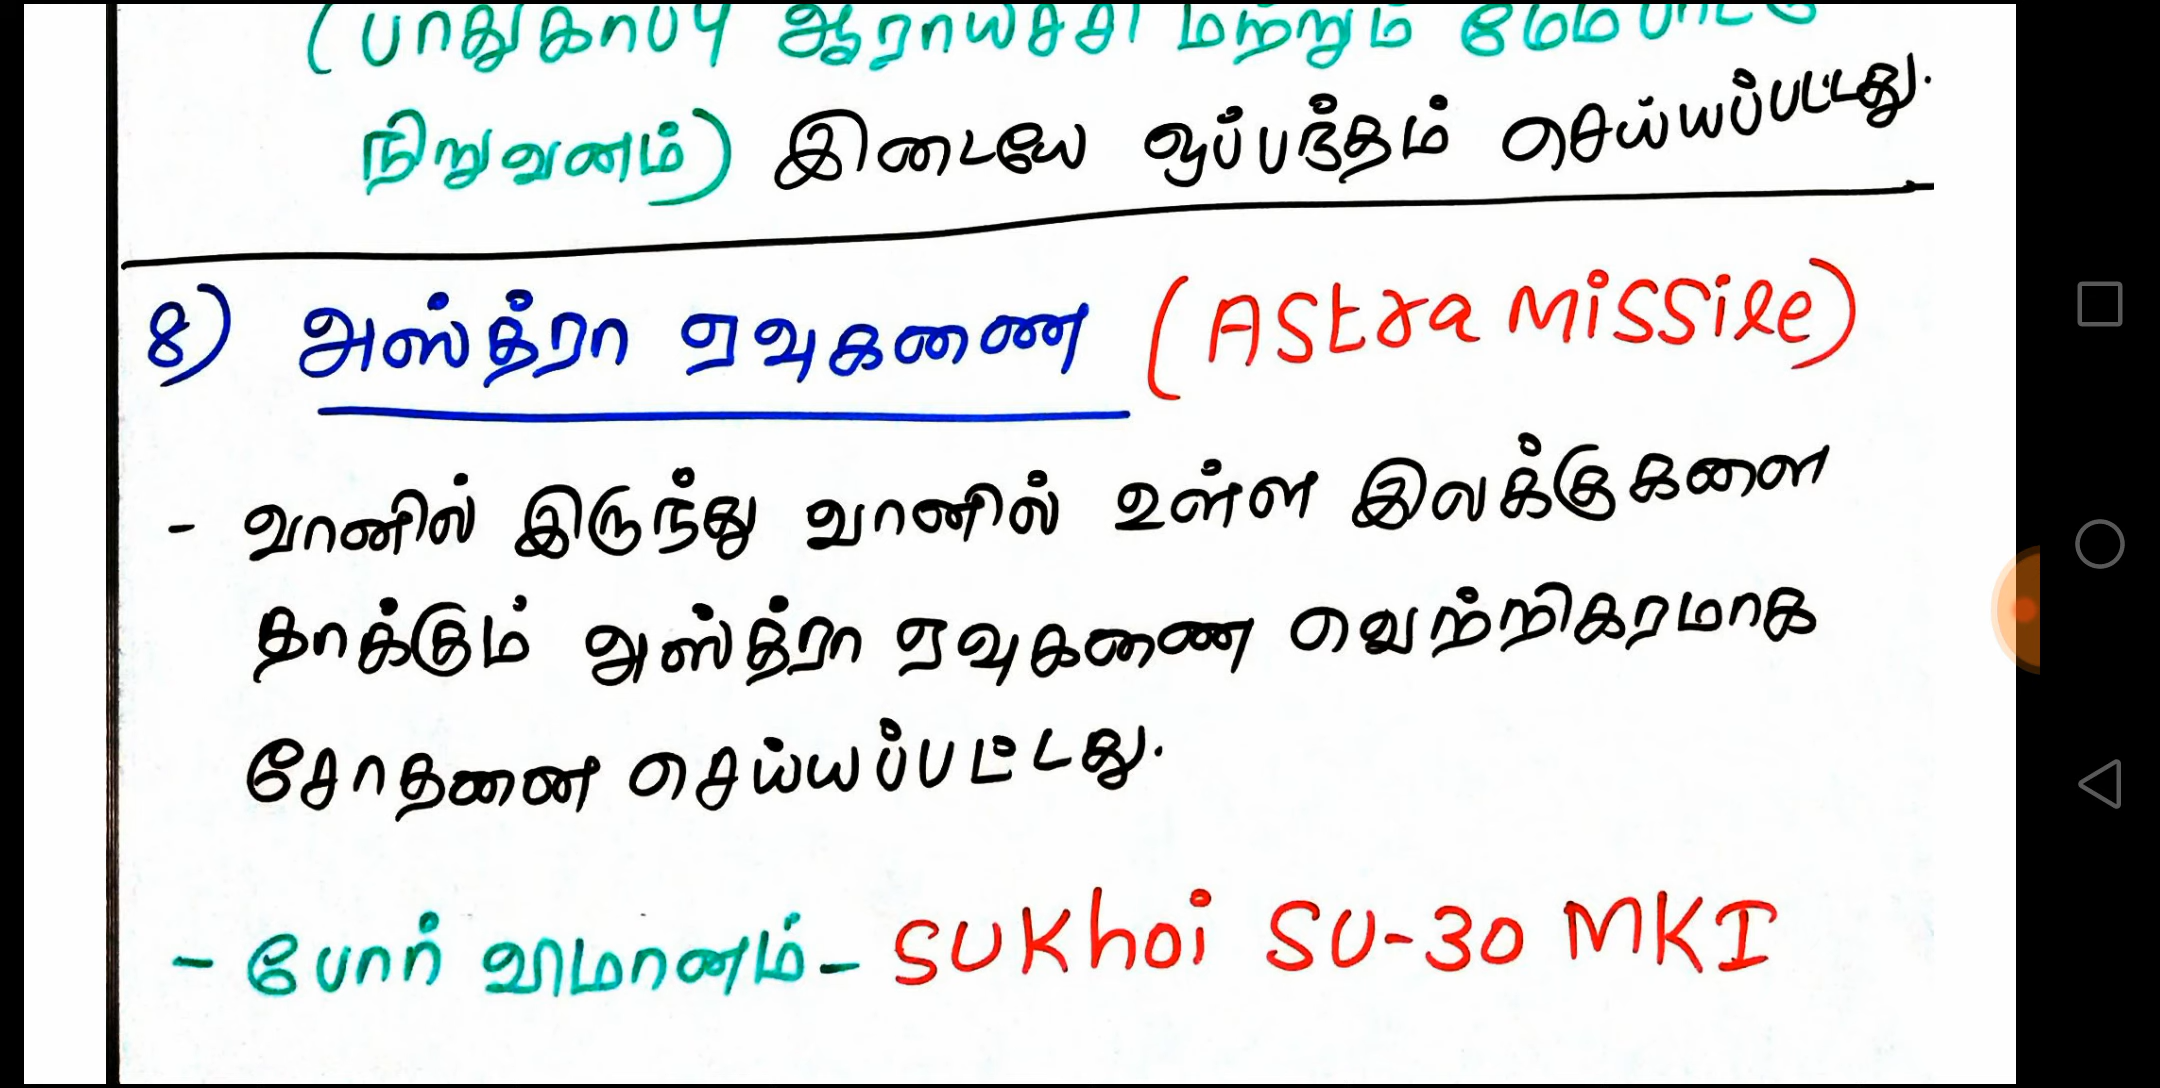 (பாதுகாப்பு ஆராய்ச்சி மற்றும் மேம்பாட்டு
நிறுவனம்) இடையே ஒப்பந்தம் செய்யப்பட்டது.
8) அஸ்த்ரா ஏவுகணை (Astra Missile)
- வானில் இருந்து வானில் உள்ள இலக்குகளை
தாக்கும் அஸ்த்ரா ஏவுகணை வெற்றிகரமாக
சோதனை செய்யப்பட்டது.
- போர் விமானம் - SUKhoi SU-30 MKI